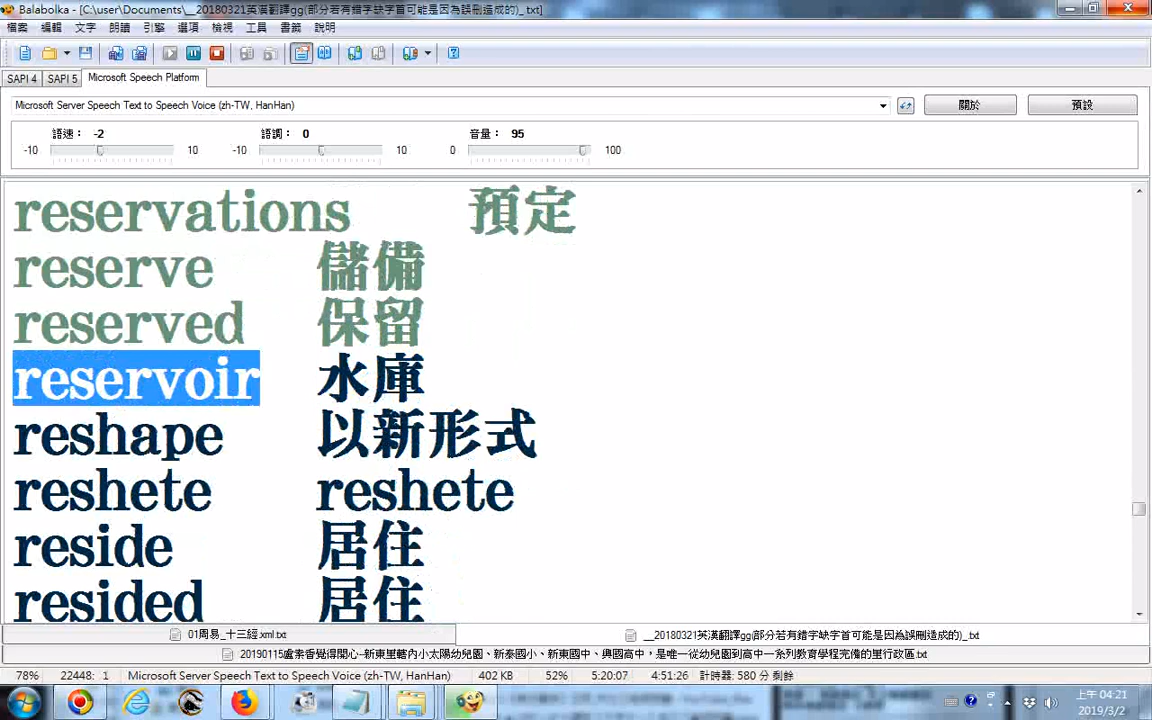 Balabolka - [C:\user\Documents\__20180321英漢翻譯gg(部分若有錯字缺字首可能是因為誤刪造成的)_.txt]
檔案 編輯 文字 朗讀 引擎 選項 檢視 工具 書籤 說明
SAPI 4 SAPI 5 Microsoft Speech Platform
Microsoft Server Speech Text to Speech Voice (zh-TW, HanHan) 關於 預設
語速： -2 語調： 0 音量： 95
-10 10 -10 10 0 100
reservations 預定
reserve 儲備
reserved 保留
reservoir 水庫
reshape 以新形式
reshete reshete
reside 居住
resided 居住
01周易_十三經.xml.txt __20180321英漢翻譯gg(部分若有錯字缺字首可能是因為誤刪造成的)_.txt
20190115盧素香覺得開心-新東里轄內小太陽幼兒園、新泰國小、新東國中、興國高中，是唯一從幼兒園到高中一系列教育學程完備的里行政區.txt
78% 22448: 1 Microsoft Server Speech Text to Speech Voice (zh-TW, HanHan) 402 KB 52% 5:20:07 4:51:26 計時器: 580 分 剩餘
上午 04:21
2019/3/2